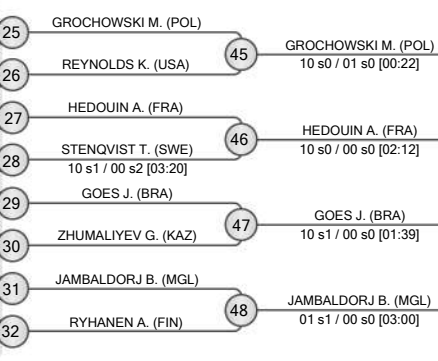 25
GROCHOWSKI M. (POL)
45
GROCHOWSKI M. (POL)
10 s0 / 01 s0 [00:22]
26
REYNOLDS K. (USA)
27
HEDOUIN A. (FRA)
46
HEDOUIN A. (FRA)
10 s0 / 00 s0 [02:12]
28
STENQVIST T. (SWE)
10 s1 / 00 s2 [03:20]
29
GOES J. (BRA)
47
GOES J. (BRA)
10 s1 / 00 s0 [01:39]
30
ZHUMALIYEV G. (KAZ)
31
JAMBALDORJ B. (MGL)
48
JAMBALDORJ B. (MGL)
01 s1 / 00 s0 [03:00]
32
RYHANEN A. (FIN)